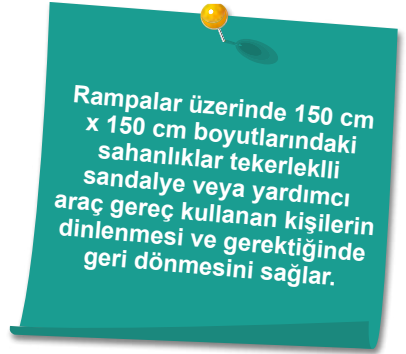 Rampalar üzerinde 150 cm
x 150 cm boyutlarındaki
sahanlıklar tekerleklli
sandalye veya yardımcı
araç gereç kullanan kişilerin
dinlenmesi ve gerektiğinde
geri dönmesini sağlar.